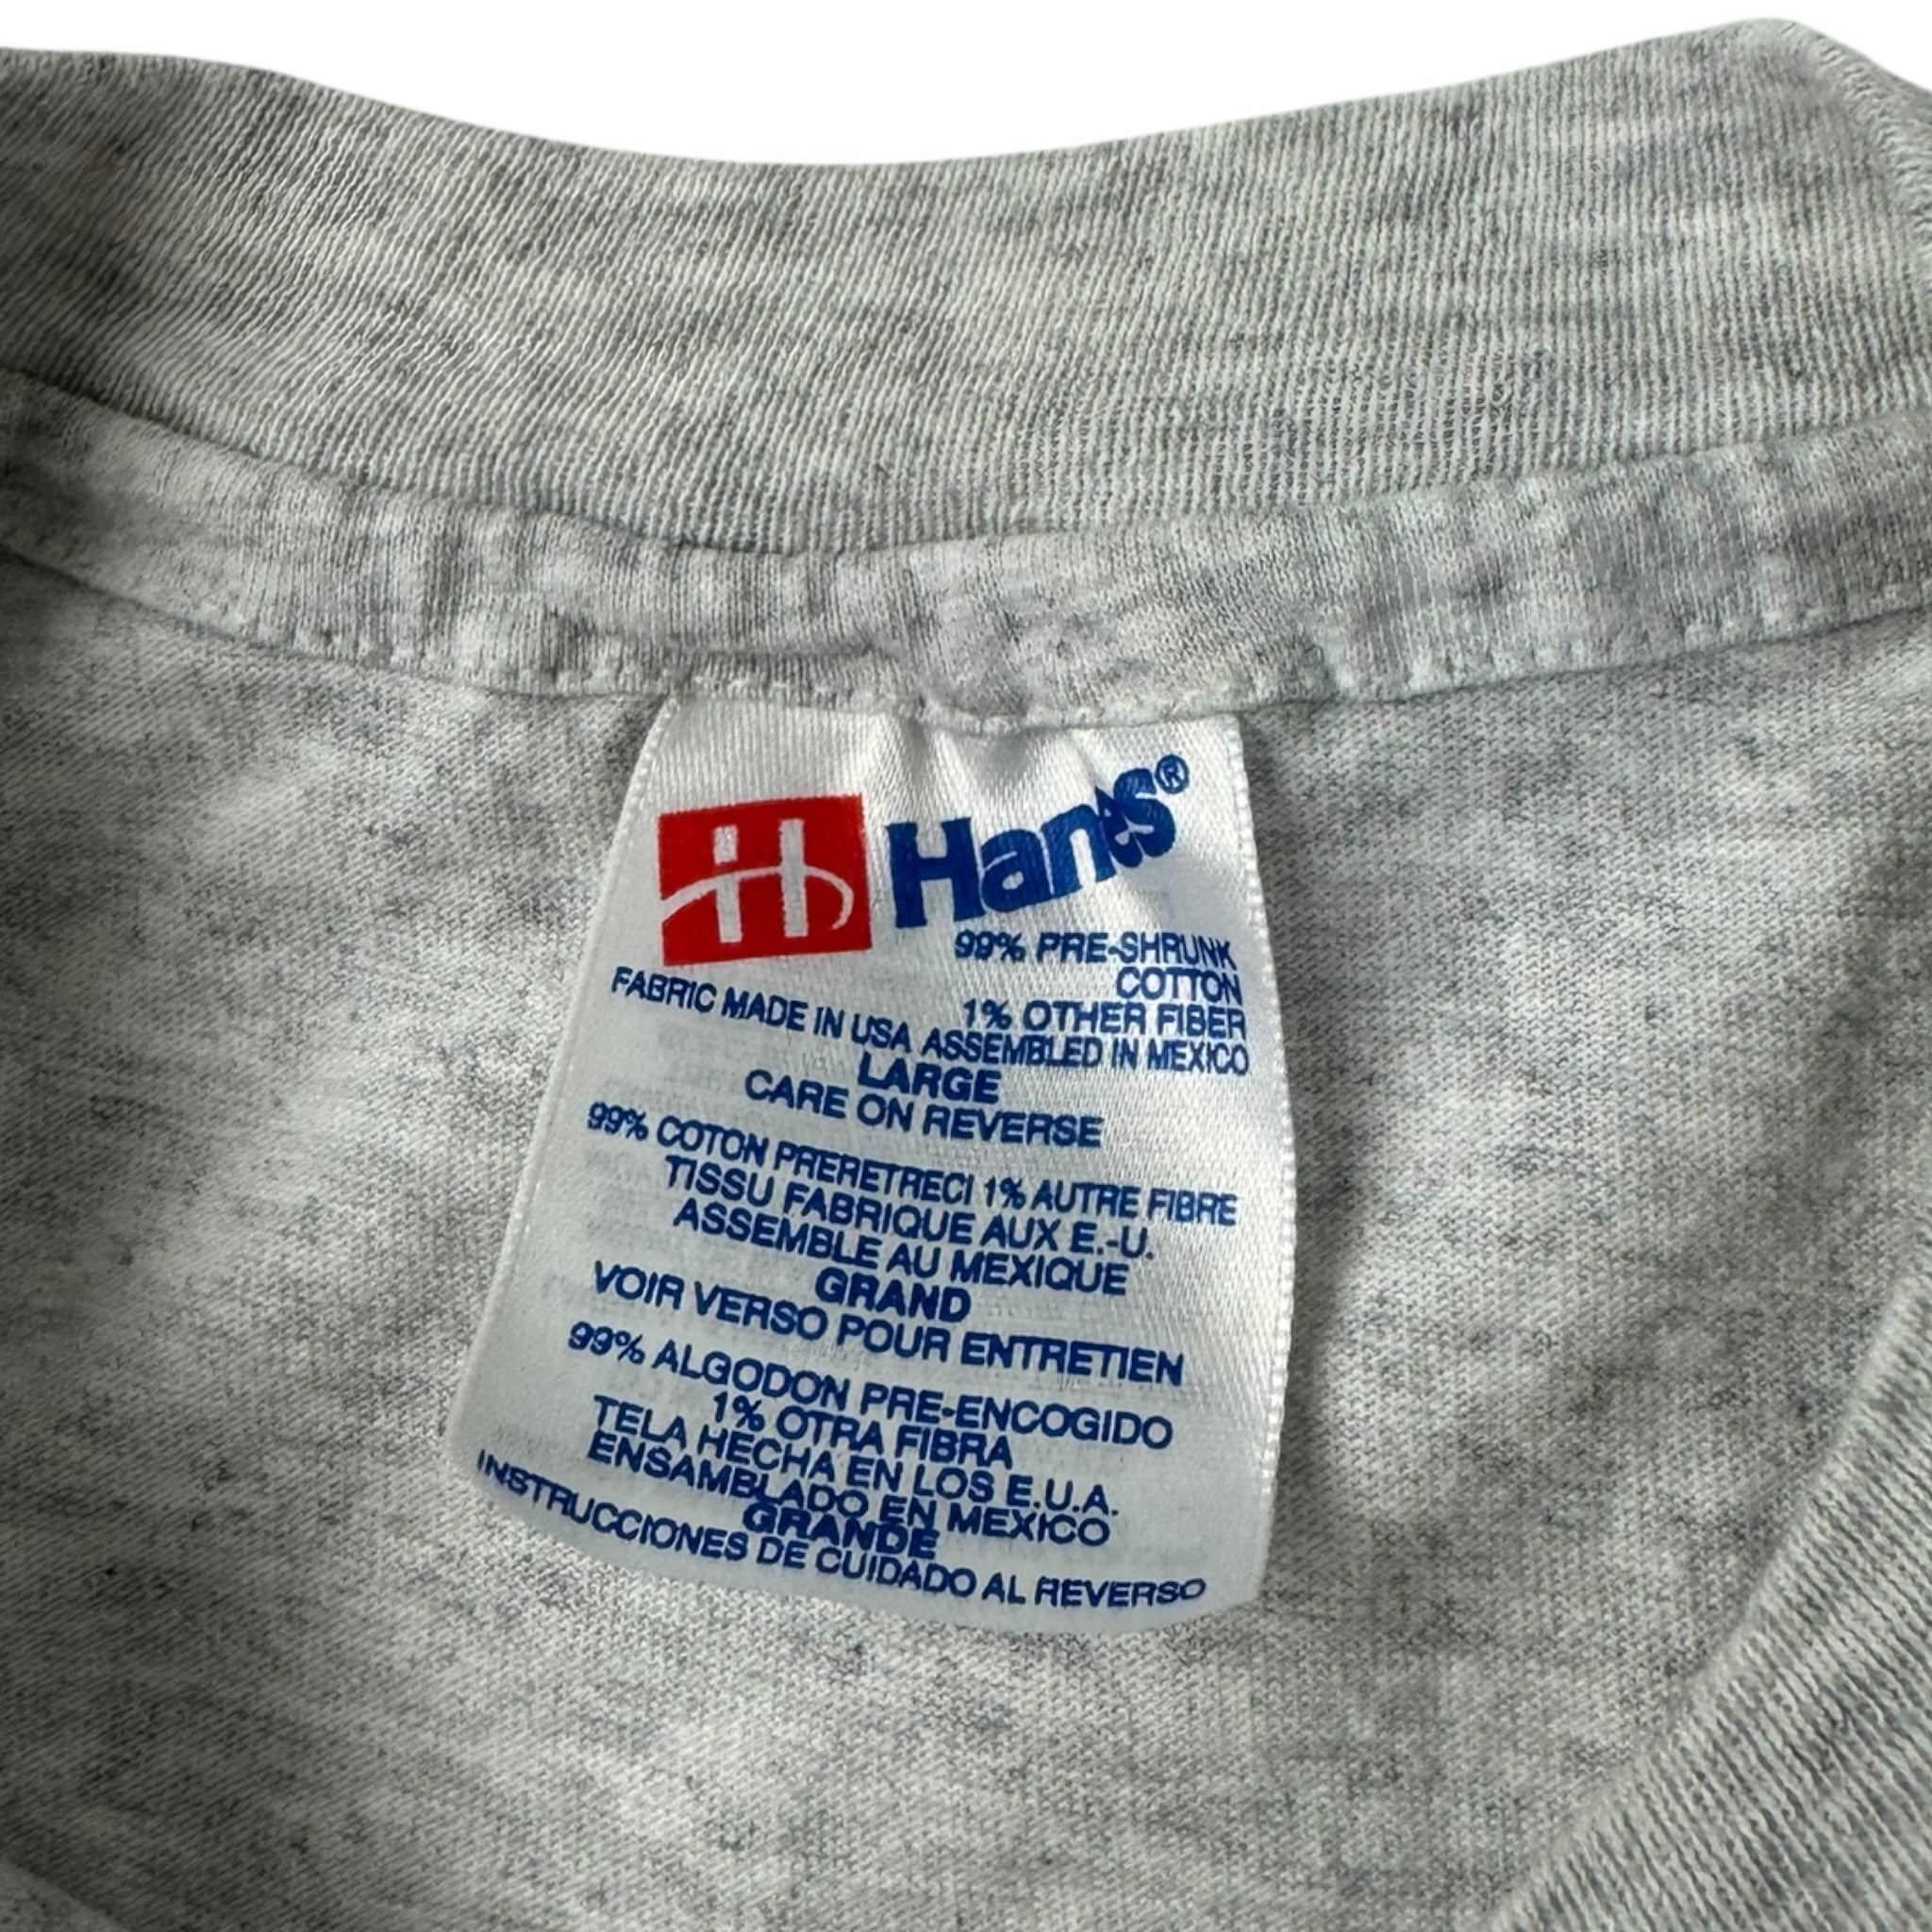 H Hanes®
99% PRE-SHRUNK
COTTON
1% OTHER FIBER
FABRIC MADE IN USA ASSEMBLED IN MEXICO
LARGE
CARE ON REVERSE
99% COTON PRERETRECI 1% AUTRE FIBRE
TISSU FABRIQUE AUX E.-U.
ASSEMBLE AU MEXIQUE
GRAND
VOIR VERSO POUR ENTRETIEN
99% ALGODON PRE-ENCOGIDO
1% OTRA FIBRA
TELA HECHA EN LOS E.U.A.
ENSAMBLADO EN MEXICO
GRANDE
INSTRUCCIONES DE CUIDADO AL REVERSO